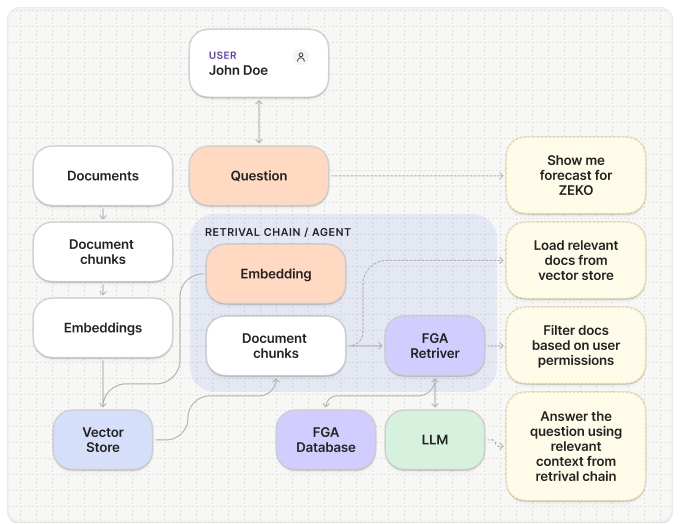 USER
John Doe
Documents
Question
Show me
forecast for
ZEKO
Document
chunks
RETRIVAL CHAIN / AGENT
Embedding
Load relevant
docs from
vector store
Embeddings
Document
chunks
FGA
Retriver
Filter docs
based on user
permissions
Vector
Store
FGA
Database
LLM
Answer the
question using
relevant
context from
retrival chain